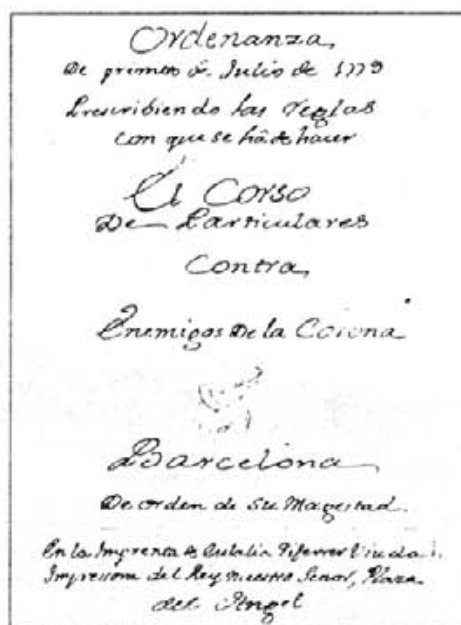 Ordenanza,
De primero de Julio de 1779
Prescribiendo las reglas
con que se há de hacer
El Corso
De Particulares
Contra,
Enemigos De la Corona
Barcelona
De orden de Su Magestad.
En la Imprenta de Eulalia Piferrer Viuda
Impressora del Rey nuestro Señor, Plaza
del Angel